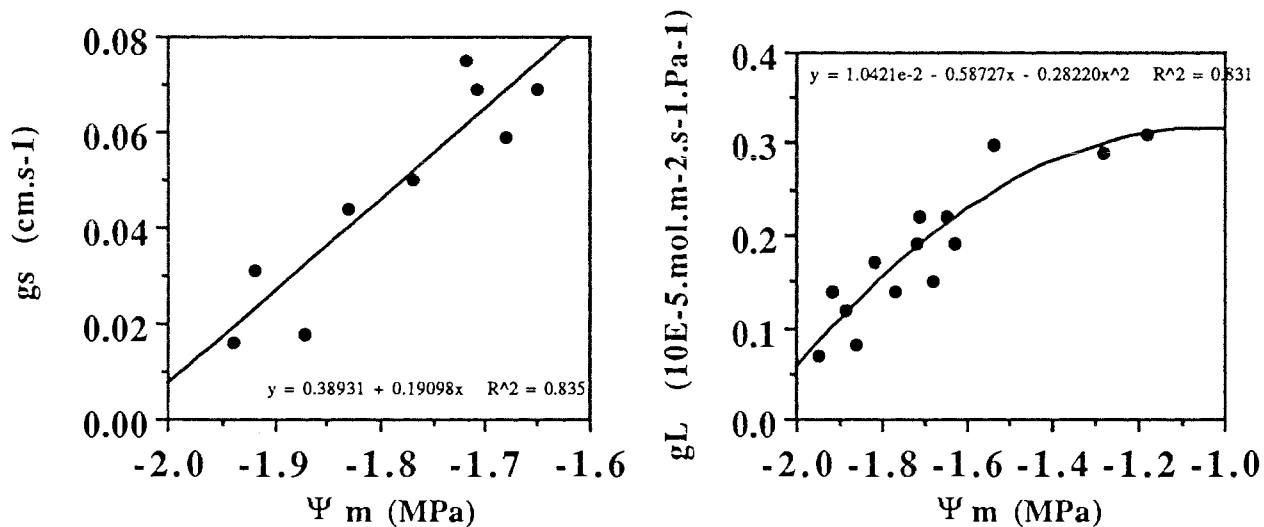 gs (cm.s-1)
0.08
0.06
0.04
0.02
0.00
y = 0.38931 + 0.19098x R^2 = 0.835
-2.0 -1.9 -1.8 -1.7 -1.6
Ψ m (MPa)
gL (10E-5.mol.m-2.s-1.Pa-1)
0.4
0.3
0.2
0.1
0.0
y = 1.0421e-2 - 0.58727x - 0.28220x^2 R^2 = 0.831
-2.0 -1.8 -1.6 -1.4 -1.2 -1.0
Ψ m (MPa)